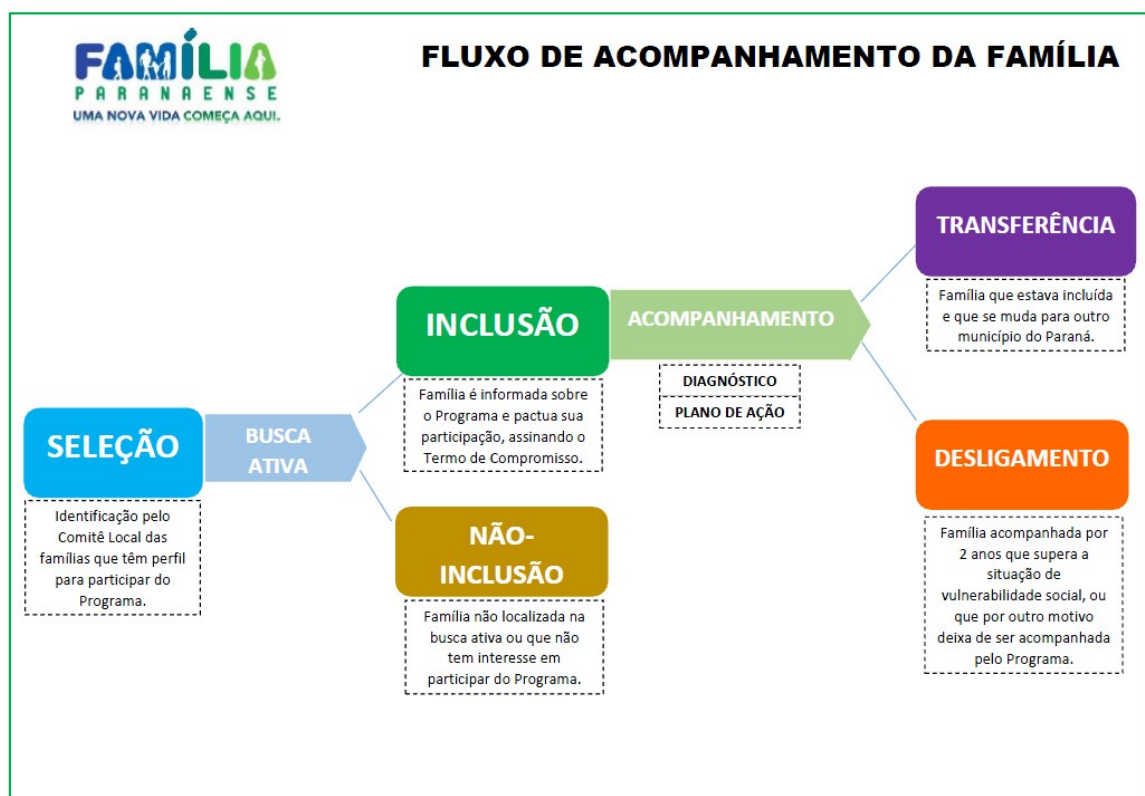 FAMÍLIA
PARANAENSE
UMA NOVA VIDA COMEÇA AQUI.
FLUXO DE ACOMPANHAMENTO DA FAMÍLIA
SELEÇÃO
Identificação pelo
Comitê Local das
famílias que têm perfil
para participar do
Programa.
BUSCA
ATIVA
INCLUSÃO
Família é informada sobre
o Programa e pactua sua
participação, assinando o
Termo de Compromisso.
NÃO-
INCLUSÃO
Família não localizada na
busca ativa ou que não
tem interesse em
participar do Programa.
ACOMPANHAMENTO
DIAGNÓSTICO
PLANO DE AÇÃO
TRANSFERÊNCIA
Família que estava incluída
e que se muda para outro
município do Paraná.
DESLIGAMENTO
Família acompanhada por
2 anos que supera a
situação de
vulnerabilidade social, ou
que por outro motivo
deixa de ser acompanhada
pelo Programa.